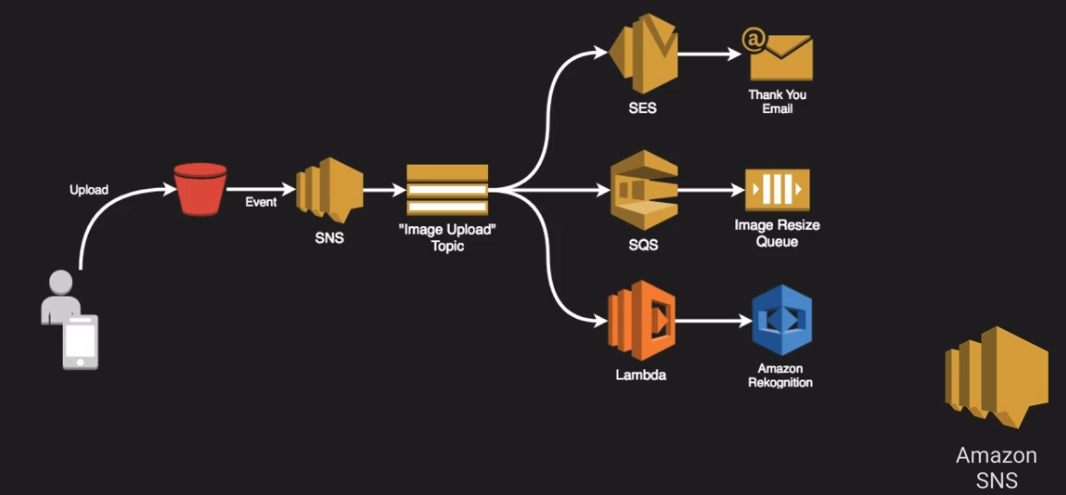 Upload
Event
SNS
"Image Upload"
Topic
SES
@
Thank You
Email
SQS
Image Resize
Queue
Lambda
Amazon
Rekognition
Amazon
SNS